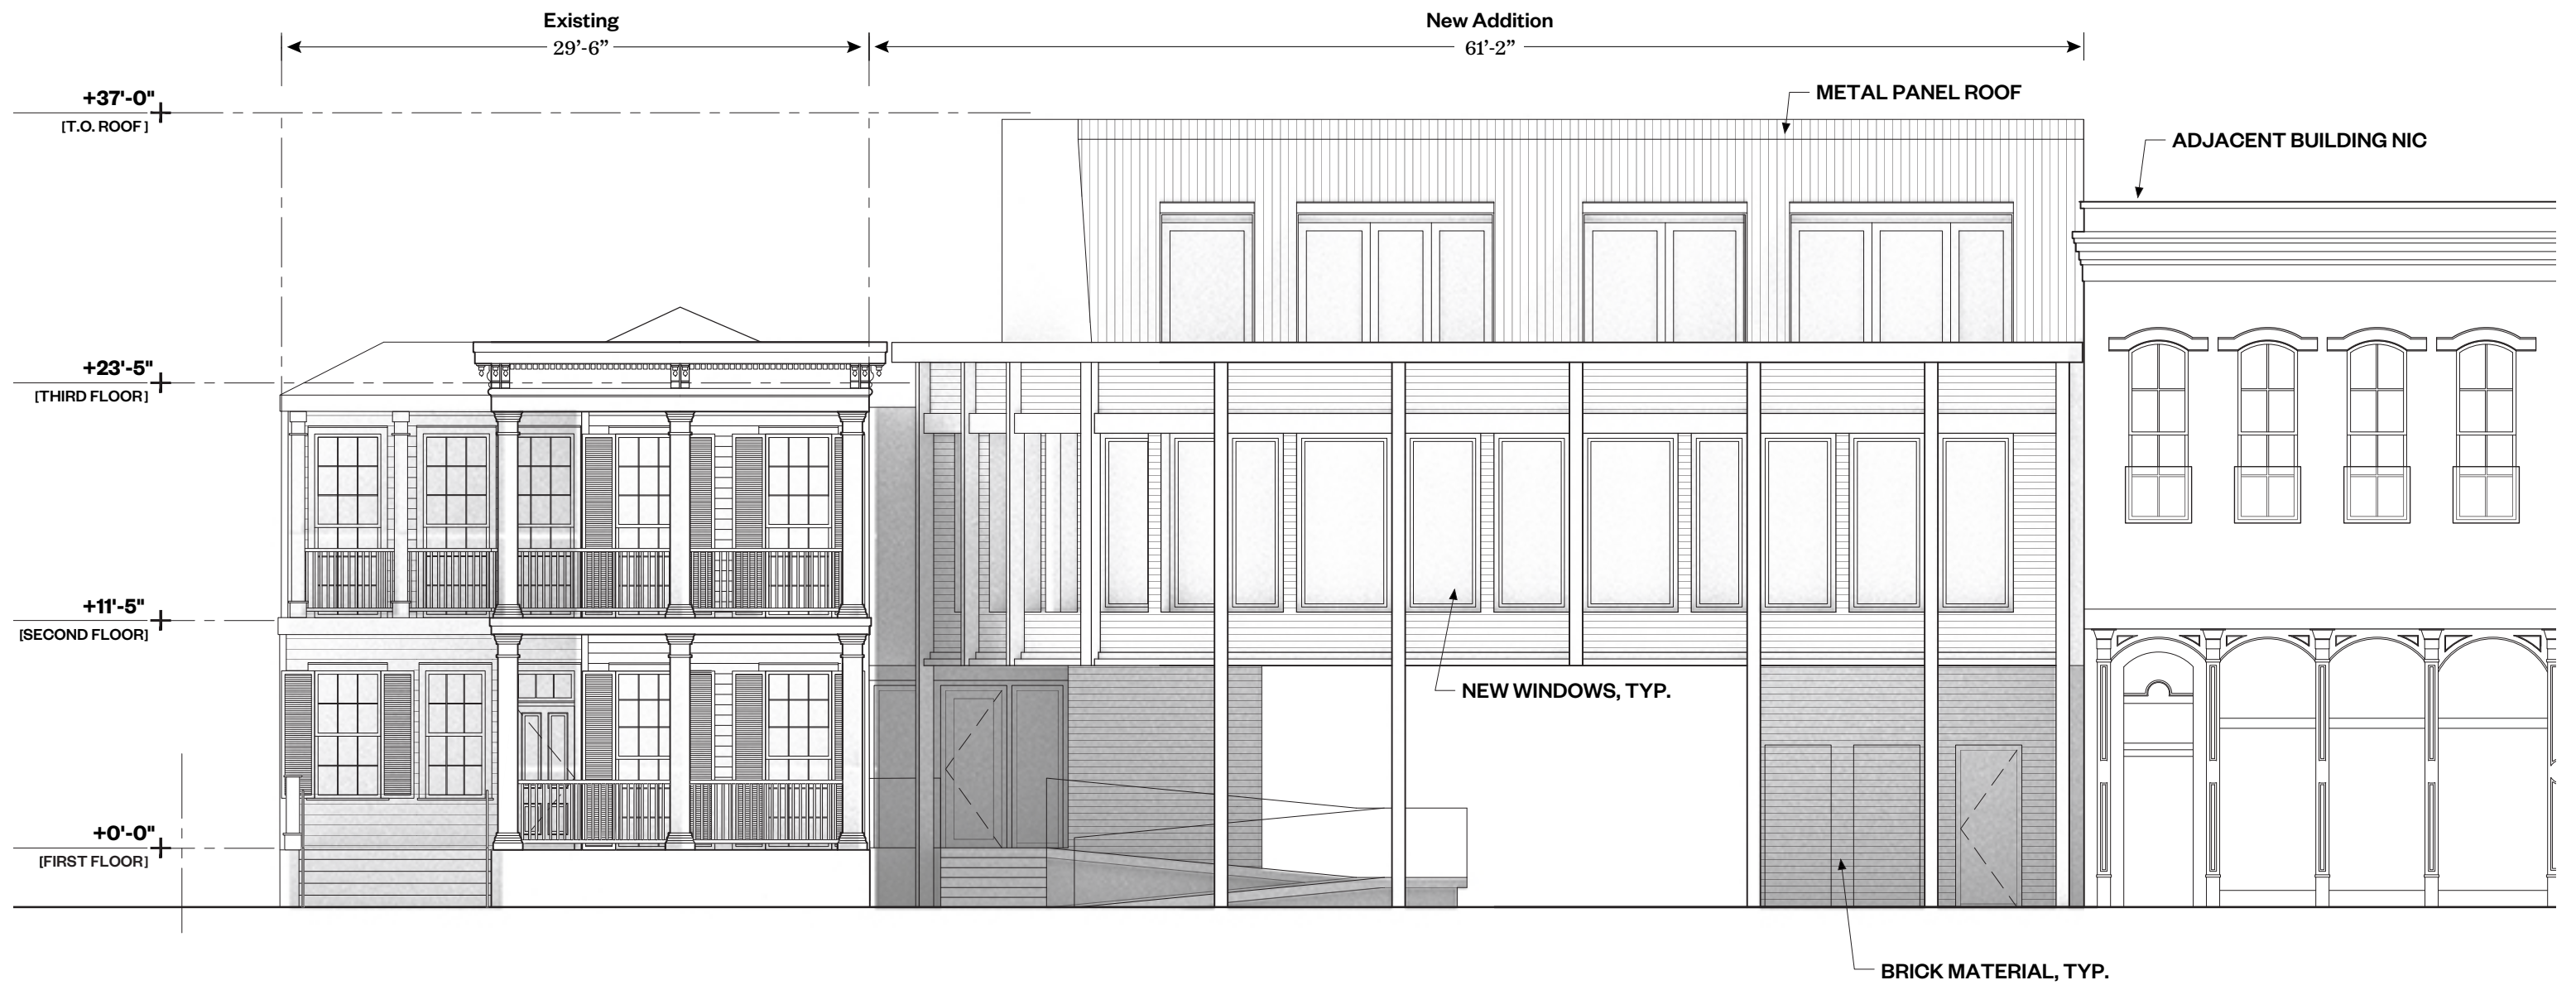 Existing
29’-6”
New Addition
61’-2”
+37'-0"
[T.O. ROOF]
METAL PANEL ROOF
ADJACENT BUILDING NIC
+23'-5"
[THIRD FLOOR]
+11'-5"
[SECOND FLOOR]
NEW WINDOWS, TYP.
+0'-0"
[FIRST FLOOR]
BRICK MATERIAL, TYP.